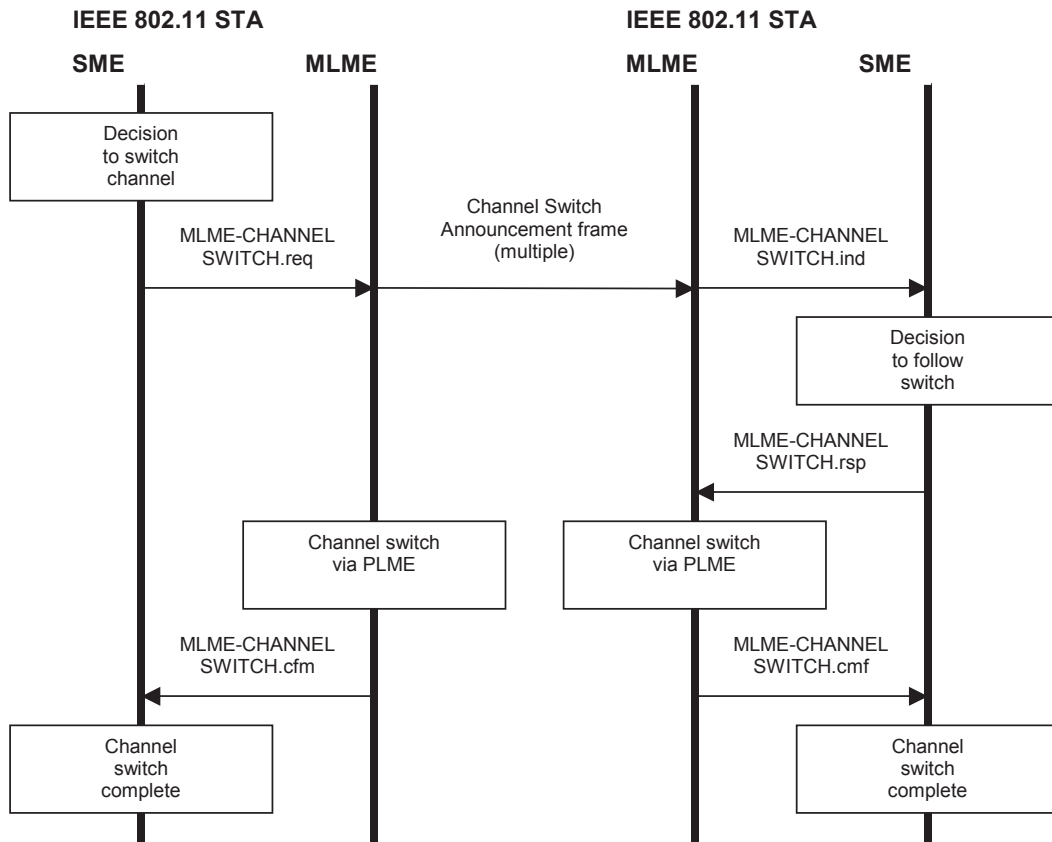 IEEE 802.11 STA
IEEE 802.11 STA
SME
MLME
MLME
SME
Decision
to switch
channel
MLME-CHANNEL
SWITCH.req
Channel Switch
Announcement frame
(multiple)
MLME-CHANNEL
SWITCH.ind
Decision
to follow
switch
MLME-CHANNEL
SWITCH.rsp
Channel switch
via PLME
Channel switch
via PLME
MLME-CHANNEL
SWITCH.cfm
MLME-CHANNEL
SWITCH.cmf
Channel
switch
complete
Channel
switch
complete